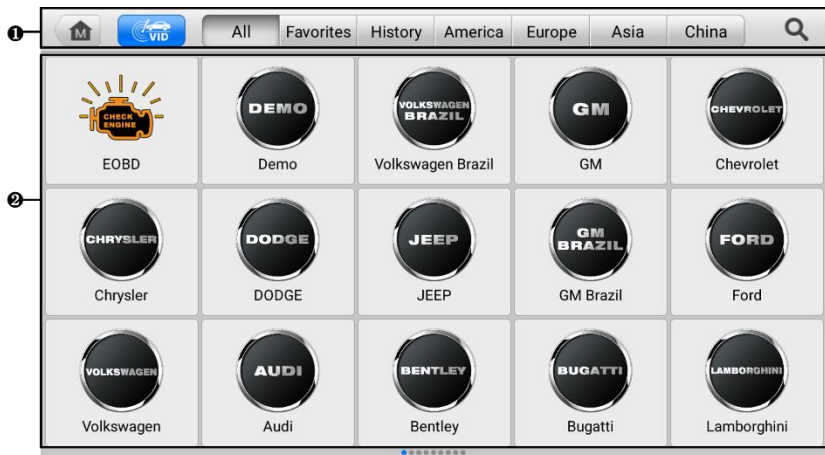 ❶
M
VID
All
Favorites
History
America
Europe
Asia
China
❷
CHECK
ENGINE
EOBD
DEMO
Demo
VOLKSWAGEN
BRAZIL
Volkswagen Brazil
GM
GM
CHEVROLET
Chevrolet
CHRYSLER
Chrysler
DODGE
DODGE
JEEP
JEEP
GM
BRAZIL
GM Brazil
FORD
Ford
VOLKSWAGEN
Volkswagen
AUDI
Audi
BENTLEY
Bentley
BUGATTI
Bugatti
LAMBORGHINI
Lamborghini